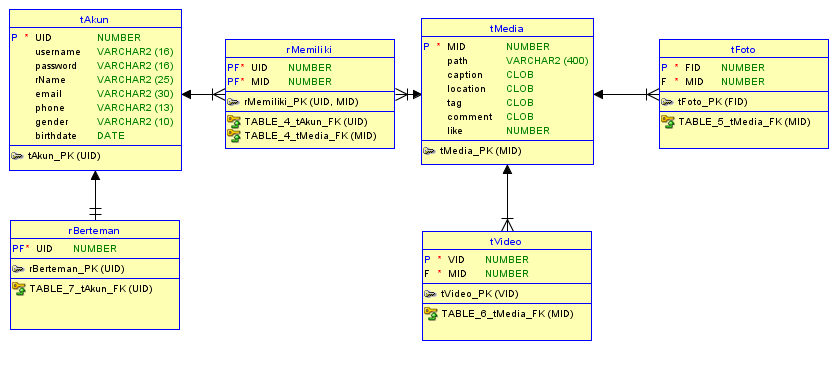 tAkun
P * UID NUMBER
username VARCHAR2 (16)
password VARCHAR2 (16)
rName VARCHAR2 (25)
email VARCHAR2 (30)
phone VARCHAR2 (13)
gender VARCHAR2 (10)
birthdate DATE
tAkun_PK (UID)
rMemiliki
PF* UID NUMBER
PF* MID NUMBER
rMemiliki_PK (UID, MID)
TABLE_4_tAkun_FK (UID)
TABLE_4_tMedia_FK (MID)
tMedia
P * MID NUMBER
path VARCHAR2 (400)
caption CLOB
location CLOB
tag CLOB
comment CLOB
like NUMBER
tMedia_PK (MID)
tFoto
P * FID NUMBER
F * MID NUMBER
tFoto_PK (FID)
TABLE_5_tMedia_FK (MID)
rBerteman
PF* UID NUMBER
rBerteman_PK (UID)
TABLE_7_tAkun_FK (UID)
tVideo
P * VID NUMBER
F * MID NUMBER
tVideo_PK (VID)
TABLE_6_tMedia_FK (MID)